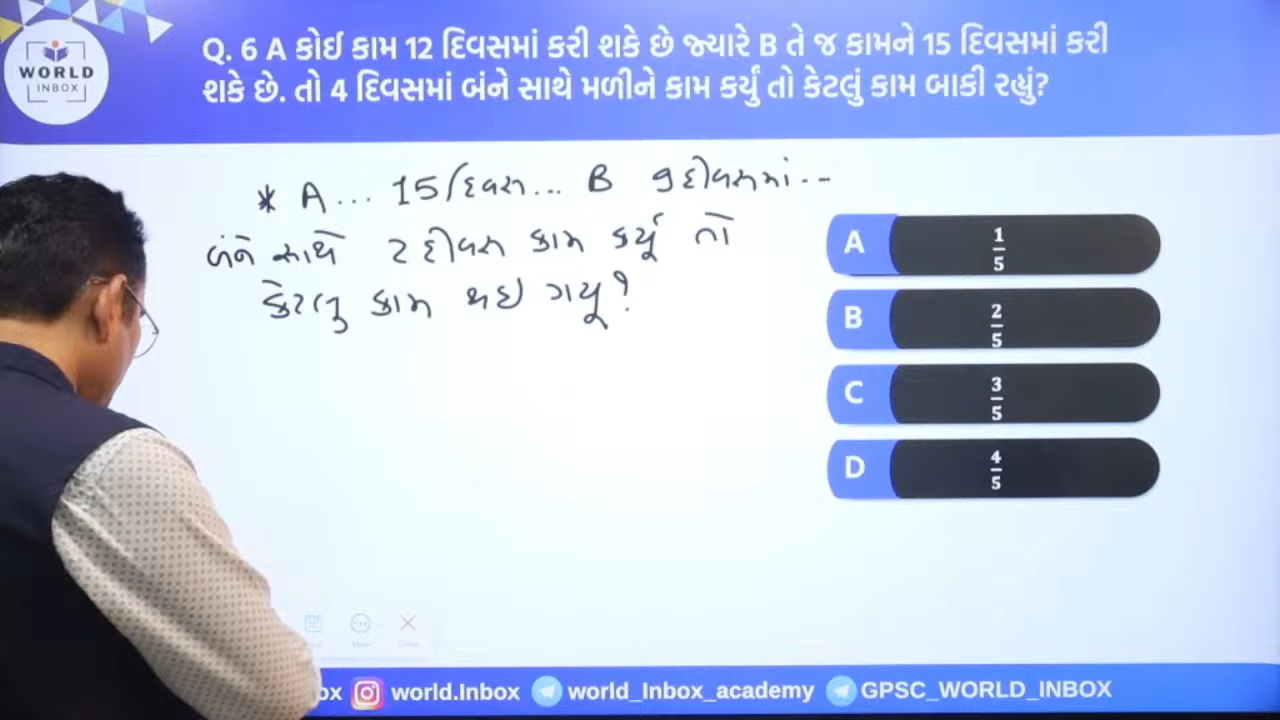 WORLD
INBOX
Q. 6 A કોઈ કામ 12 દિવસમાં કરી શકે છે જ્યારે B તે જ કામને 15 દિવસમાં કરી
શકે છે. તો 4 દિવસમાં બંને સાથે મળીને કામ કર્યું તો કેટલું કામ બાકી રહ્યું?
* A ... 15 દિવસ ... B 9 દીવસમાં ..
બંને સાથે ૨ દીવસ કામ કર્યું તો
કેટલુ કામ થઇ ગયૂ ?
A 1/5
B 2/5
C 3/5
D 4/5
ox world.Inbox world_Inbox_academy GPSC_WORLD_INBOX